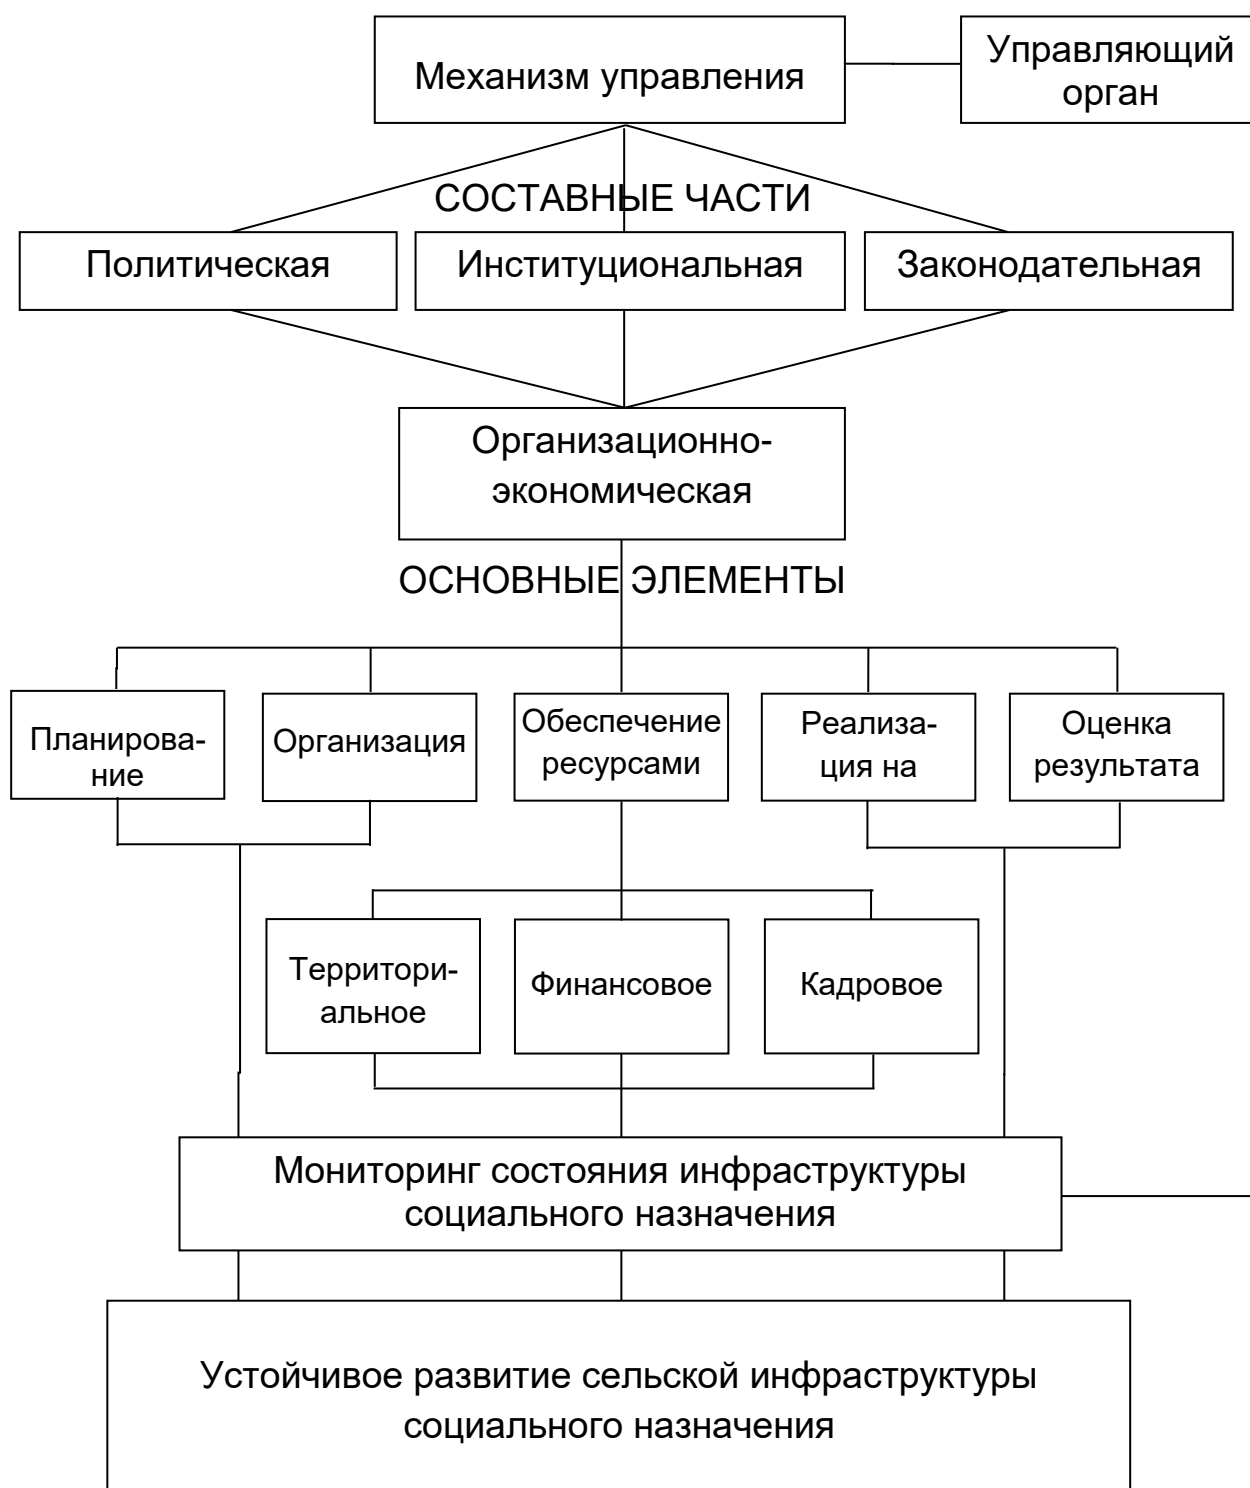 Механизм управления
Управляющий
орган
СОСТАВНЫЕ ЧАСТИ
Политическая
Институциональная
Законодательная
Организационно-
экономическая
ОСНОВНЫЕ ЭЛЕМЕНТЫ
Планирова-
ние
Организация
Обеспечение
ресурсами
Реализа-
ция на
Оценка
результата
Территори-
альное
Финансовое
Кадровое
Мониторинг состояния инфраструктуры
социального назначения
Устойчивое развитие сельской инфраструктуры
социального назначения